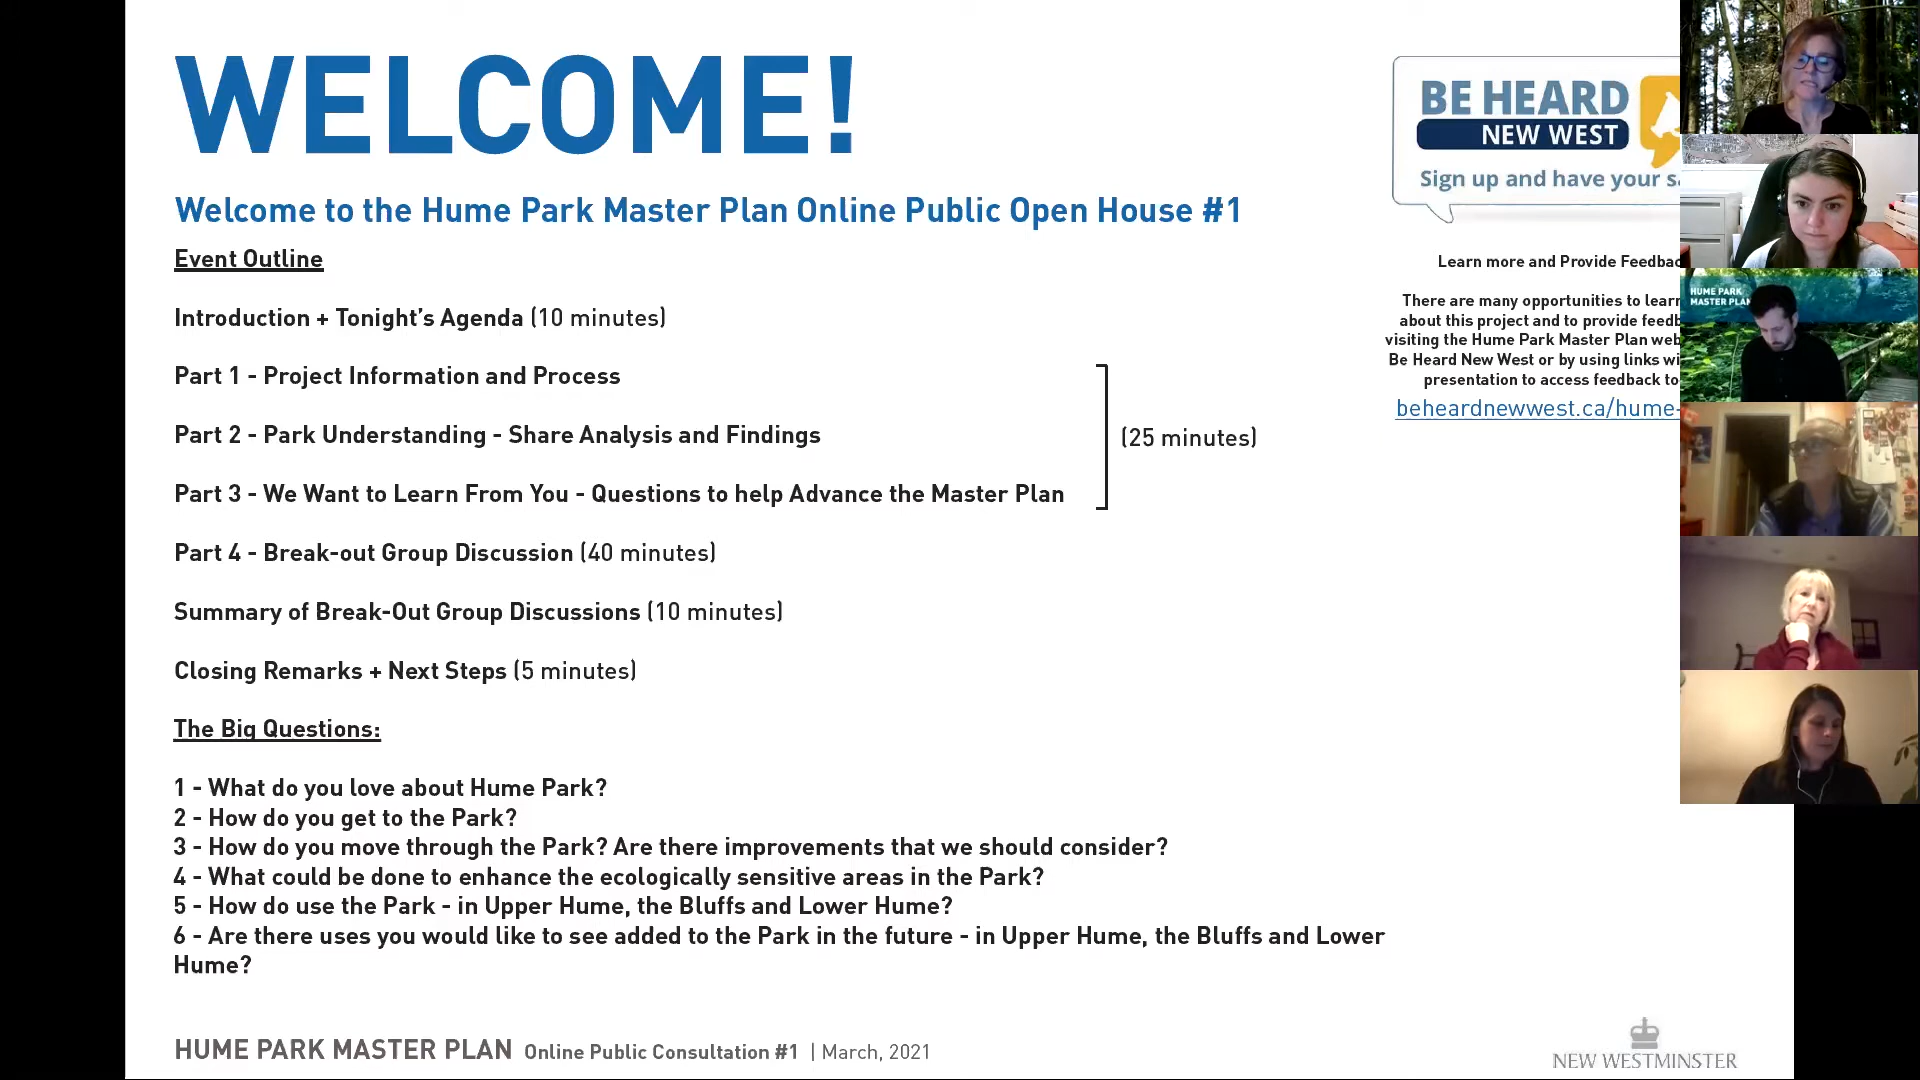 WELCOME!
Welcome to the Hume Park Master Plan Online Public Open House #1
Event Outline
Introduction + Tonight's Agenda (10 minutes)
Part 1 - Project Information and Process
Part 2 - Park Understanding - Share Analysis and Findings
(25 minutes)
Part 3 - We Want to Learn From You - Questions to help Advance the Master Plan
Part 4 - Break-out Group Discussion (40 minutes)
Summary of Break-Out Group Discussions (10 minutes)
Closing Remarks + Next Steps (5 minutes)
The Big Questions:
1 - What do you love about Hume Park?
2 - How do you get to the Park?
3 - How do you move through the Park? Are there improvements that we should consider?
4 - What could be done to enhance the ecologically sensitive areas in the Park?
5 - How do use the Park - in Upper Hume, the Bluffs and Lower Hume?
6 - Are there uses you would like to see added to the Park in the future - in Upper Hume, the Bluffs and Lower
Hume?
BE HEARD
NEW WEST
Sign up and have your
Learn more and Provide
There are many opportunities to learn
about this project and to provide
visiting the Hume Park Master Plan
Be Heard New West or by using links
presentation to access feedback
beheardnewwest.ca/hume-
HUME PARK
MASTER PLAN
HUME PARK MASTER PLAN Online Public Consultation #1 | March, 2021
NEW WESTMINSTER